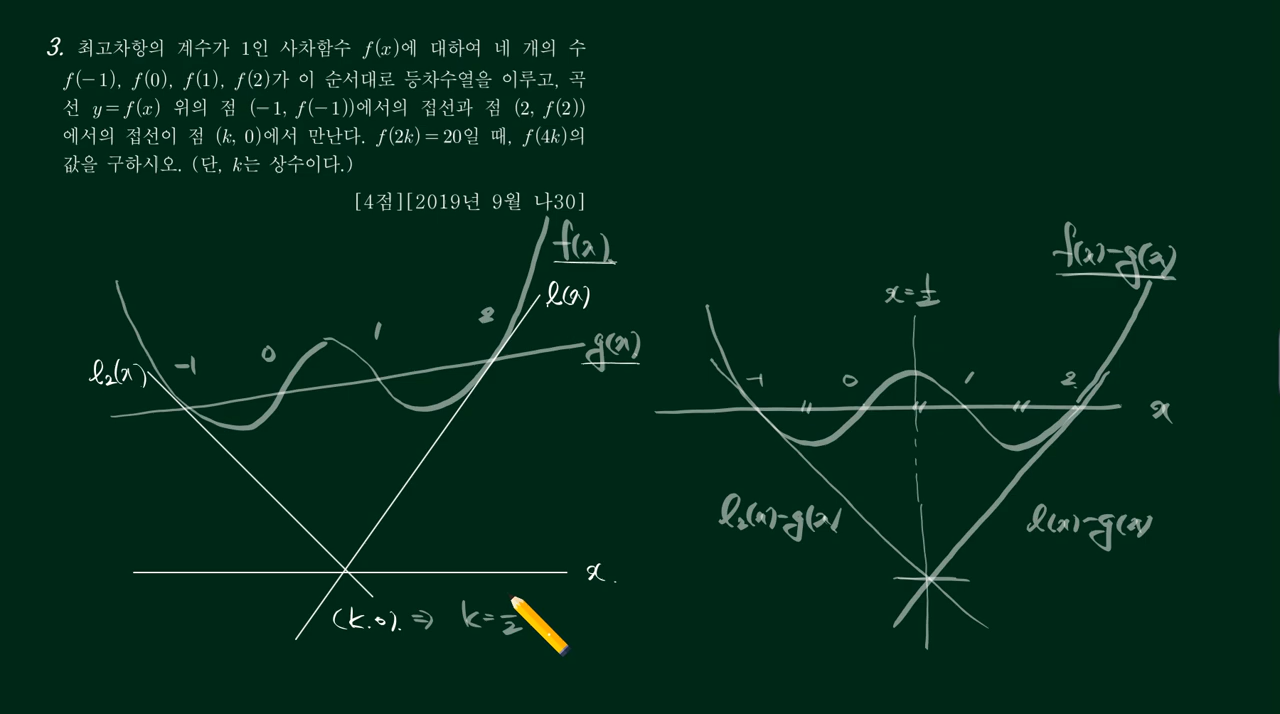 3. 최고차항의 계수가 1인 사차함수 f(x)에 대하여 네 개의 수
f(-1), f(0), f(1), f(2)가 이 순서대로 등차수열을 이루고, 곡
선 y=f(x) 위의 점 (-1, f(-1))에서의 접선과 점 (2, f(2))
에서의 접선이 점 (k, 0)에서 만난다. f(2k)=20일 때, f(4k)의
값을 구하시오. (단, k는 상수이다.)
[4점][2019년 9월 나30]
f(x)
l(x)
g(x)
l₂(x)
-1 0 1 2
x
(k, 0) ⇒ k=1/2
f(x)-g(x)
x=1/2
-1 0 1 2
x
l₂(x)-g(x)
l(x)-g(x)